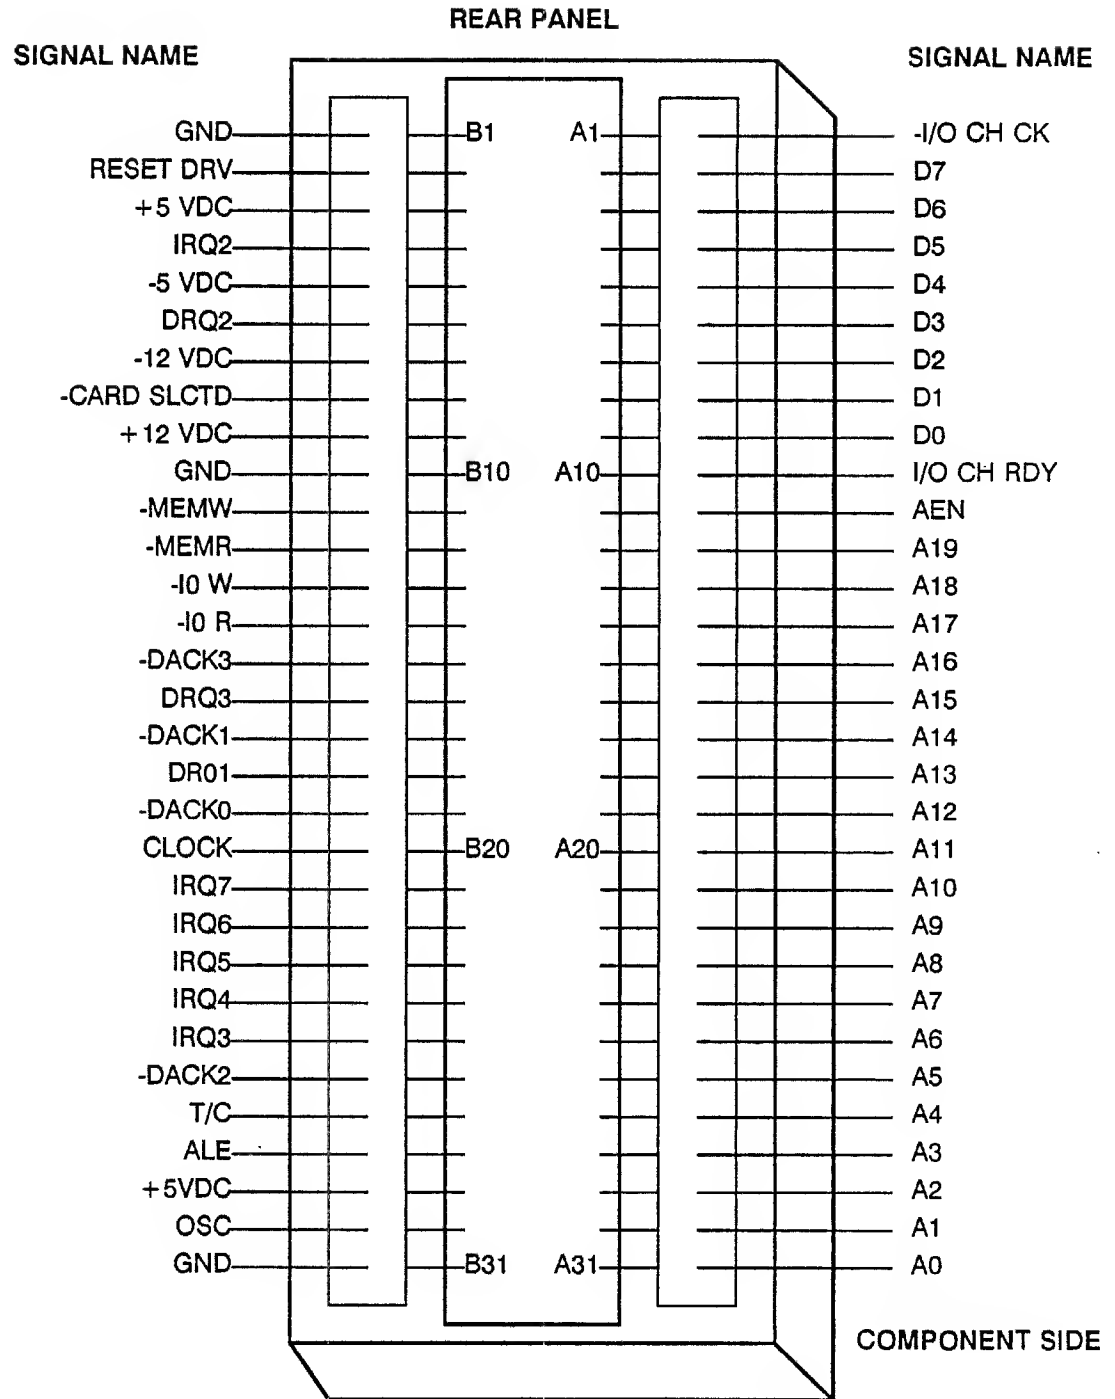 REAR PANEL
SIGNAL NAME SIGNAL NAME
GND B1 A1 -I/O CH CK
RESET DRV D7
+5 VDC D6
IRQ2 D5
-5 VDC D4
DRQ2 D3
-12 VDC D2
-CARD SLCTD D1
+12 VDC D0
GND B10 A10 I/O CH RDY
-MEMW AEN
-MEMR A19
-I0 W A18
-I0 R A17
-DACK3 A16
DRQ3 A15
-DACK1 A14
DR01 A13
-DACK0 A12
CLOCK B20 A20 A11
IRQ7 A10
IRQ6 A9
IRQ5 A8
IRQ4 A7
IRQ3 A6
-DACK2 A5
T/C A4
ALE A3
+5VDC A2
OSC A1
GND B31 A31 A0
COMPONENT SIDE